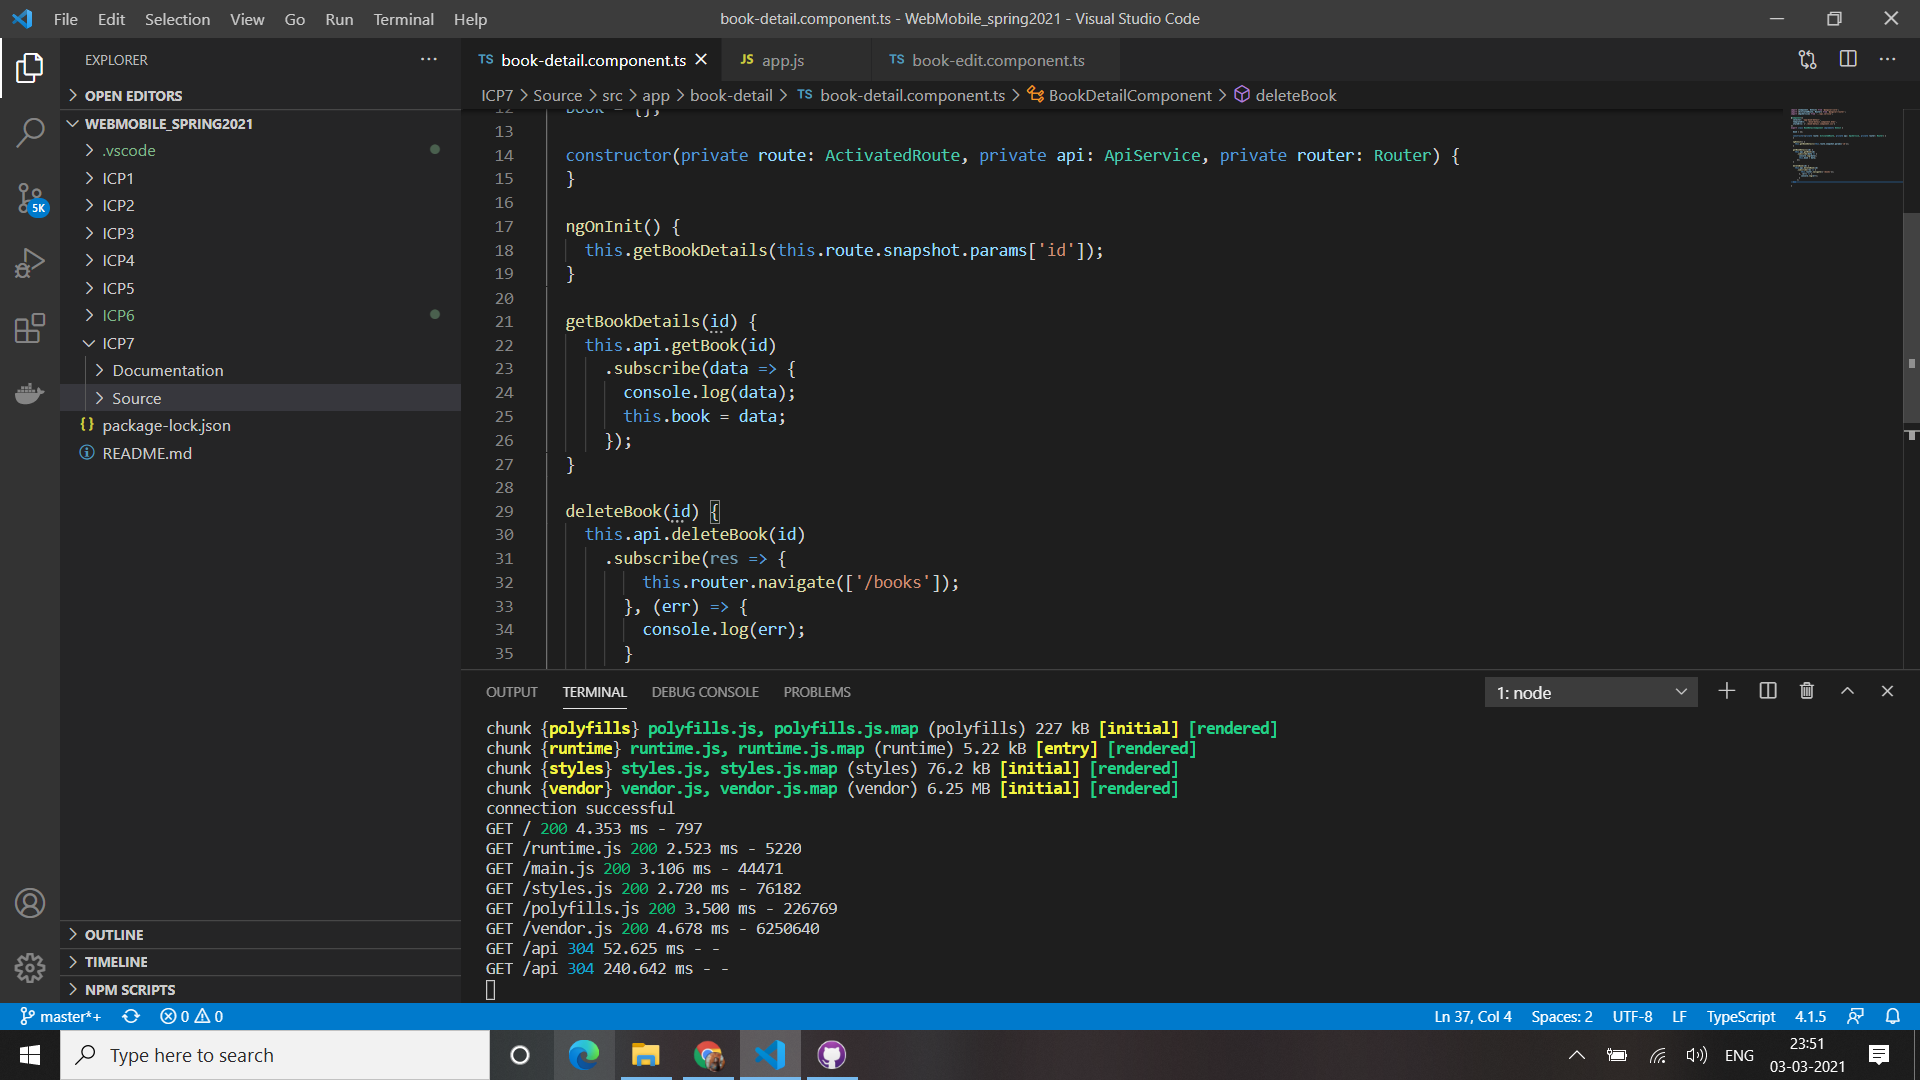 File Edit Selection View Go Run Terminal Help
book-detail.component.ts - WebMobile_spring2021 - Visual Studio Code
EXPLORER
OPEN EDITORS
WEBMOBILE_SPRING2021
.vscode
ICP1
ICP2
ICP3
ICP4
ICP5
ICP6
ICP7
Documentation
Source
{} package-lock.json
README.md
OUTLINE
TIMELINE
NPM SCRIPTS
5K
TS book-detail.component.ts
JS app.js
TS book-edit.component.ts
ICP7 > Source > src > app > book-detail > TS book-detail.component.ts > BookDetailComponent > deleteBook
12 book = {};
13
14 constructor(private route: ActivatedRoute, private api: ApiService, private router: Router) {
15 }
16
17 ngOnInit() {
18 this.getBookDetails(this.route.snapshot.params['id']);
19 }
20
21 getBookDetails(id) {
22 this.api.getBook(id)
23 .subscribe(data => {
24 console.log(data);
25 this.book = data;
26 });
27 }
28
29 deleteBook(id) {
30 this.api.deleteBook(id)
31 .subscribe(res => {
32 this.router.navigate(['/books']);
33 }, (err) => {
34 console.log(err);
35 }
OUTPUT TERMINAL DEBUG CONSOLE PROBLEMS
1: node
chunk {polyfills} polyfills.js, polyfills.js.map (polyfills) 227 kB [initial] [rendered]
chunk {runtime} runtime.js, runtime.js.map (runtime) 5.22 kB [entry] [rendered]
chunk {styles} styles.js, styles.js.map (styles) 76.2 kB [initial] [rendered]
chunk {vendor} vendor.js, vendor.js.map (vendor) 6.25 MB [initial] [rendered]
connection successful
GET / 200 4.353 ms - 797
GET /runtime.js 200 2.523 ms - 5220
GET /main.js 200 3.106 ms - 44471
GET /styles.js 200 2.720 ms - 76182
GET /polyfills.js 200 3.500 ms - 226769
GET /vendor.js 200 4.678 ms - 6250640
GET /api 304 52.625 ms - -
GET /api 304 240.642 ms - -
master*+ 0 0
Ln 37, Col 4 Spaces: 2 UTF-8 LF TypeScript 4.1.5
Type here to search
ENG
23:51
03-03-2021